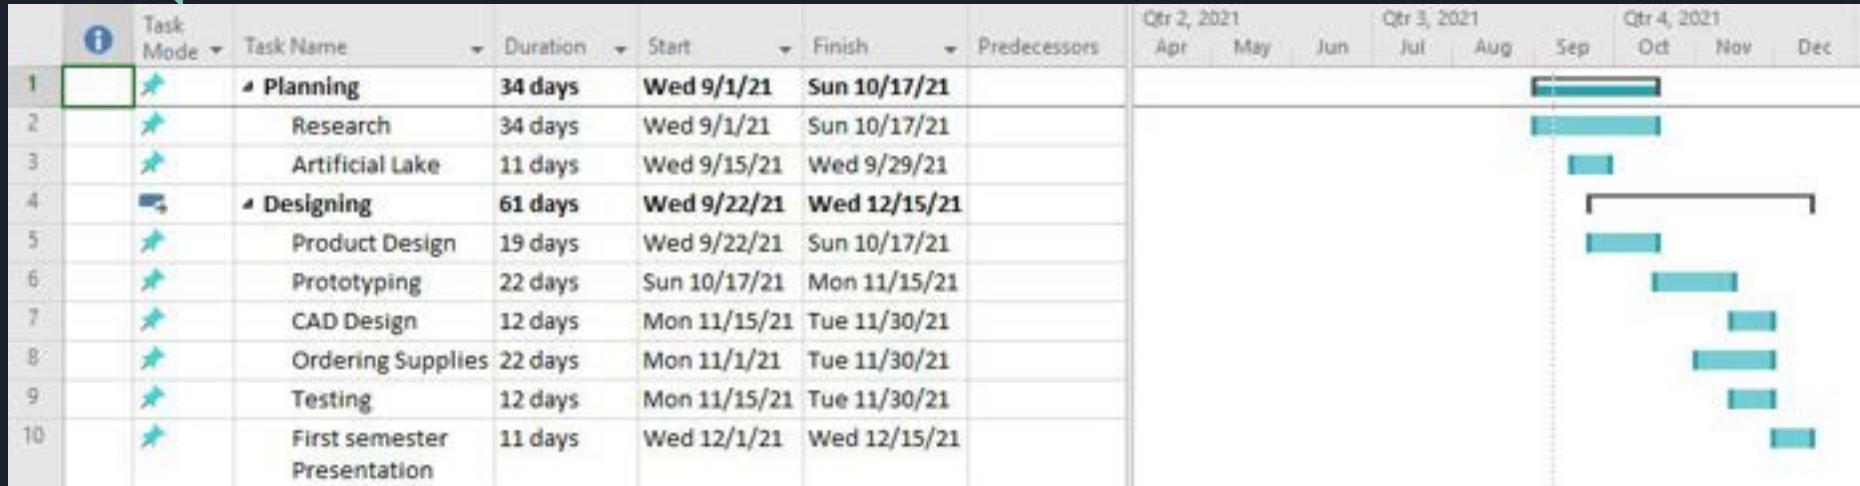 Task Mode Task Name Duration Start Finish Predecessors
Qtr 2, 2021 Qtr 3, 2021 Qtr 4, 2021
Apr May Jun Jul Aug Sep Oct Nov Dec
1 Planning 34 days Wed 9/1/21 Sun 10/17/21
2 Research 34 days Wed 9/1/21 Sun 10/17/21
3 Artificial Lake 11 days Wed 9/15/21 Wed 9/29/21
4 Designing 61 days Wed 9/22/21 Wed 12/15/21
5 Product Design 19 days Wed 9/22/21 Sun 10/17/21
6 Prototyping 22 days Sun 10/17/21 Mon 11/15/21
7 CAD Design 12 days Mon 11/15/21 Tue 11/30/21
8 Ordering Supplies 22 days Mon 11/1/21 Tue 11/30/21
9 Testing 12 days Mon 11/15/21 Tue 11/30/21
10 First semester 11 days Wed 12/1/21 Wed 12/15/21
Presentation